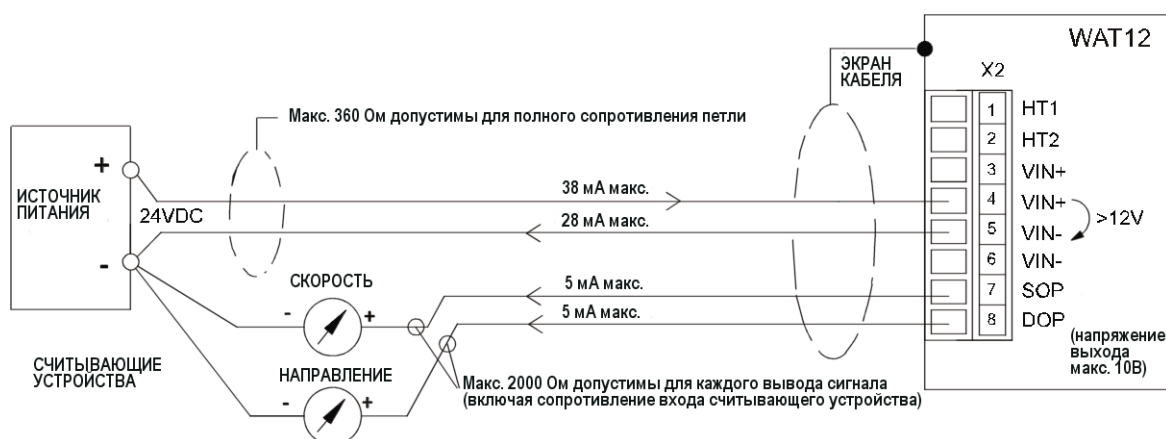 WAT12
ЭКРАН
КАБЕЛЯ
X2
Макс. 360 Ом допустимы для полного сопротивления петли
1 HT1
2 HT2
3 VIN+
4 VIN+
5 VIN-
6 VIN-
7 SOP
8 DOP
>12V
(напряжение
выхода
макс. 10В)
+
ИСТОЧНИК
ПИТАНИЯ
24VDC
-
38 мА макс.
28 мА макс.
СКОРОСТЬ
- +
5 мА макс.
5 мА макс.
СЧИТЫВАЮЩИЕ
УСТРОЙСТВА
НАПРАВЛЕНИЕ
- +
Макс. 2000 Ом допустимы для каждого вывода сигнала
(включая сопротивление входа считывающего устройства)